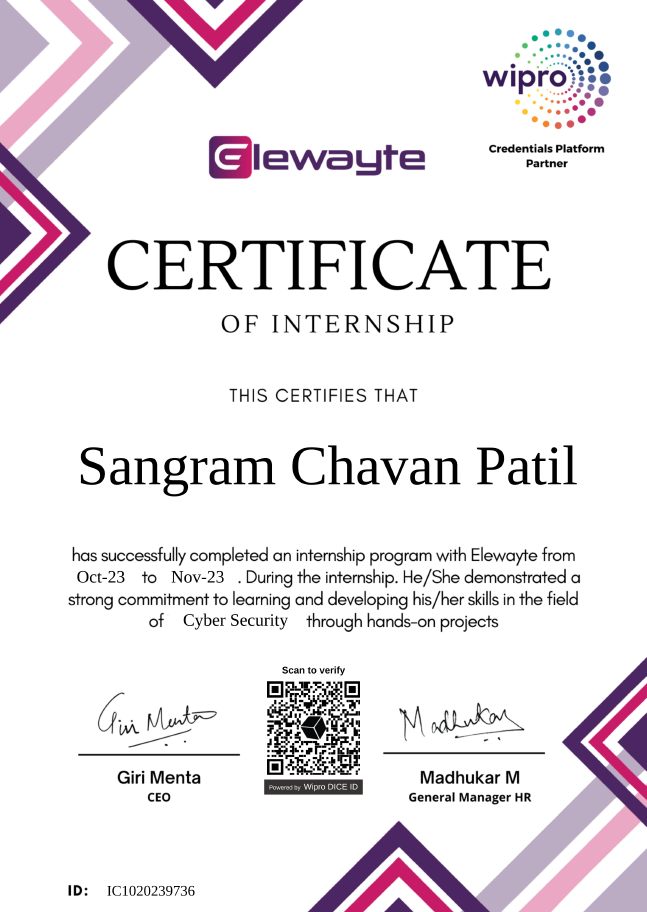 wipro
Credentials Platform
Partner
Elewayte
CERTIFICATE
OF INTERNSHIP
THIS CERTIFIES THAT
Sangram Chavan Patil
has successfully completed an internship program with Elewayte from
Oct-23 to Nov-23 . During the internship. He/She demonstrated a
strong commitment to learning and developing his/her skills in the field
of Cyber Security through hands-on projects
Scan to verify
Giri Menta
Madhukar
Powered by Wipro DICE ID
Giri Menta
CEO
Madhukar M
General Manager HR
ID: IC1020239736